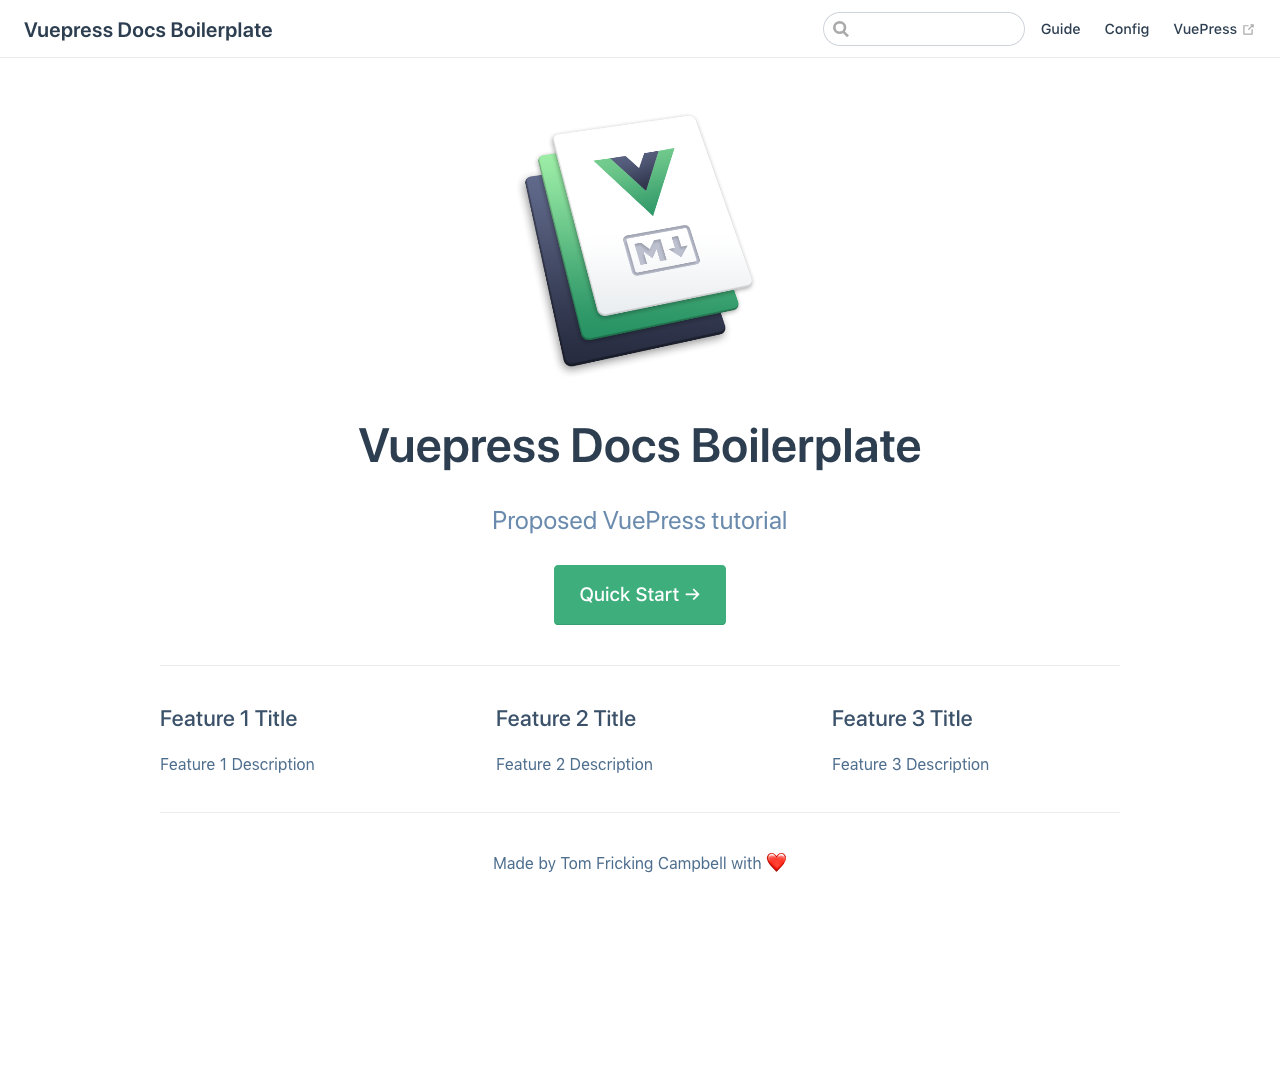 Vuepress Docs Boilerplate
Guide Config VuePress
M↓
Vuepress Docs Boilerplate
Proposed VuePress tutorial
Quick Start →
Feature 1 Title Feature 2 Title Feature 3 Title
Feature 1 Description Feature 2 Description Feature 3 Description
Made by Tom Fricking Campbell with ❤️